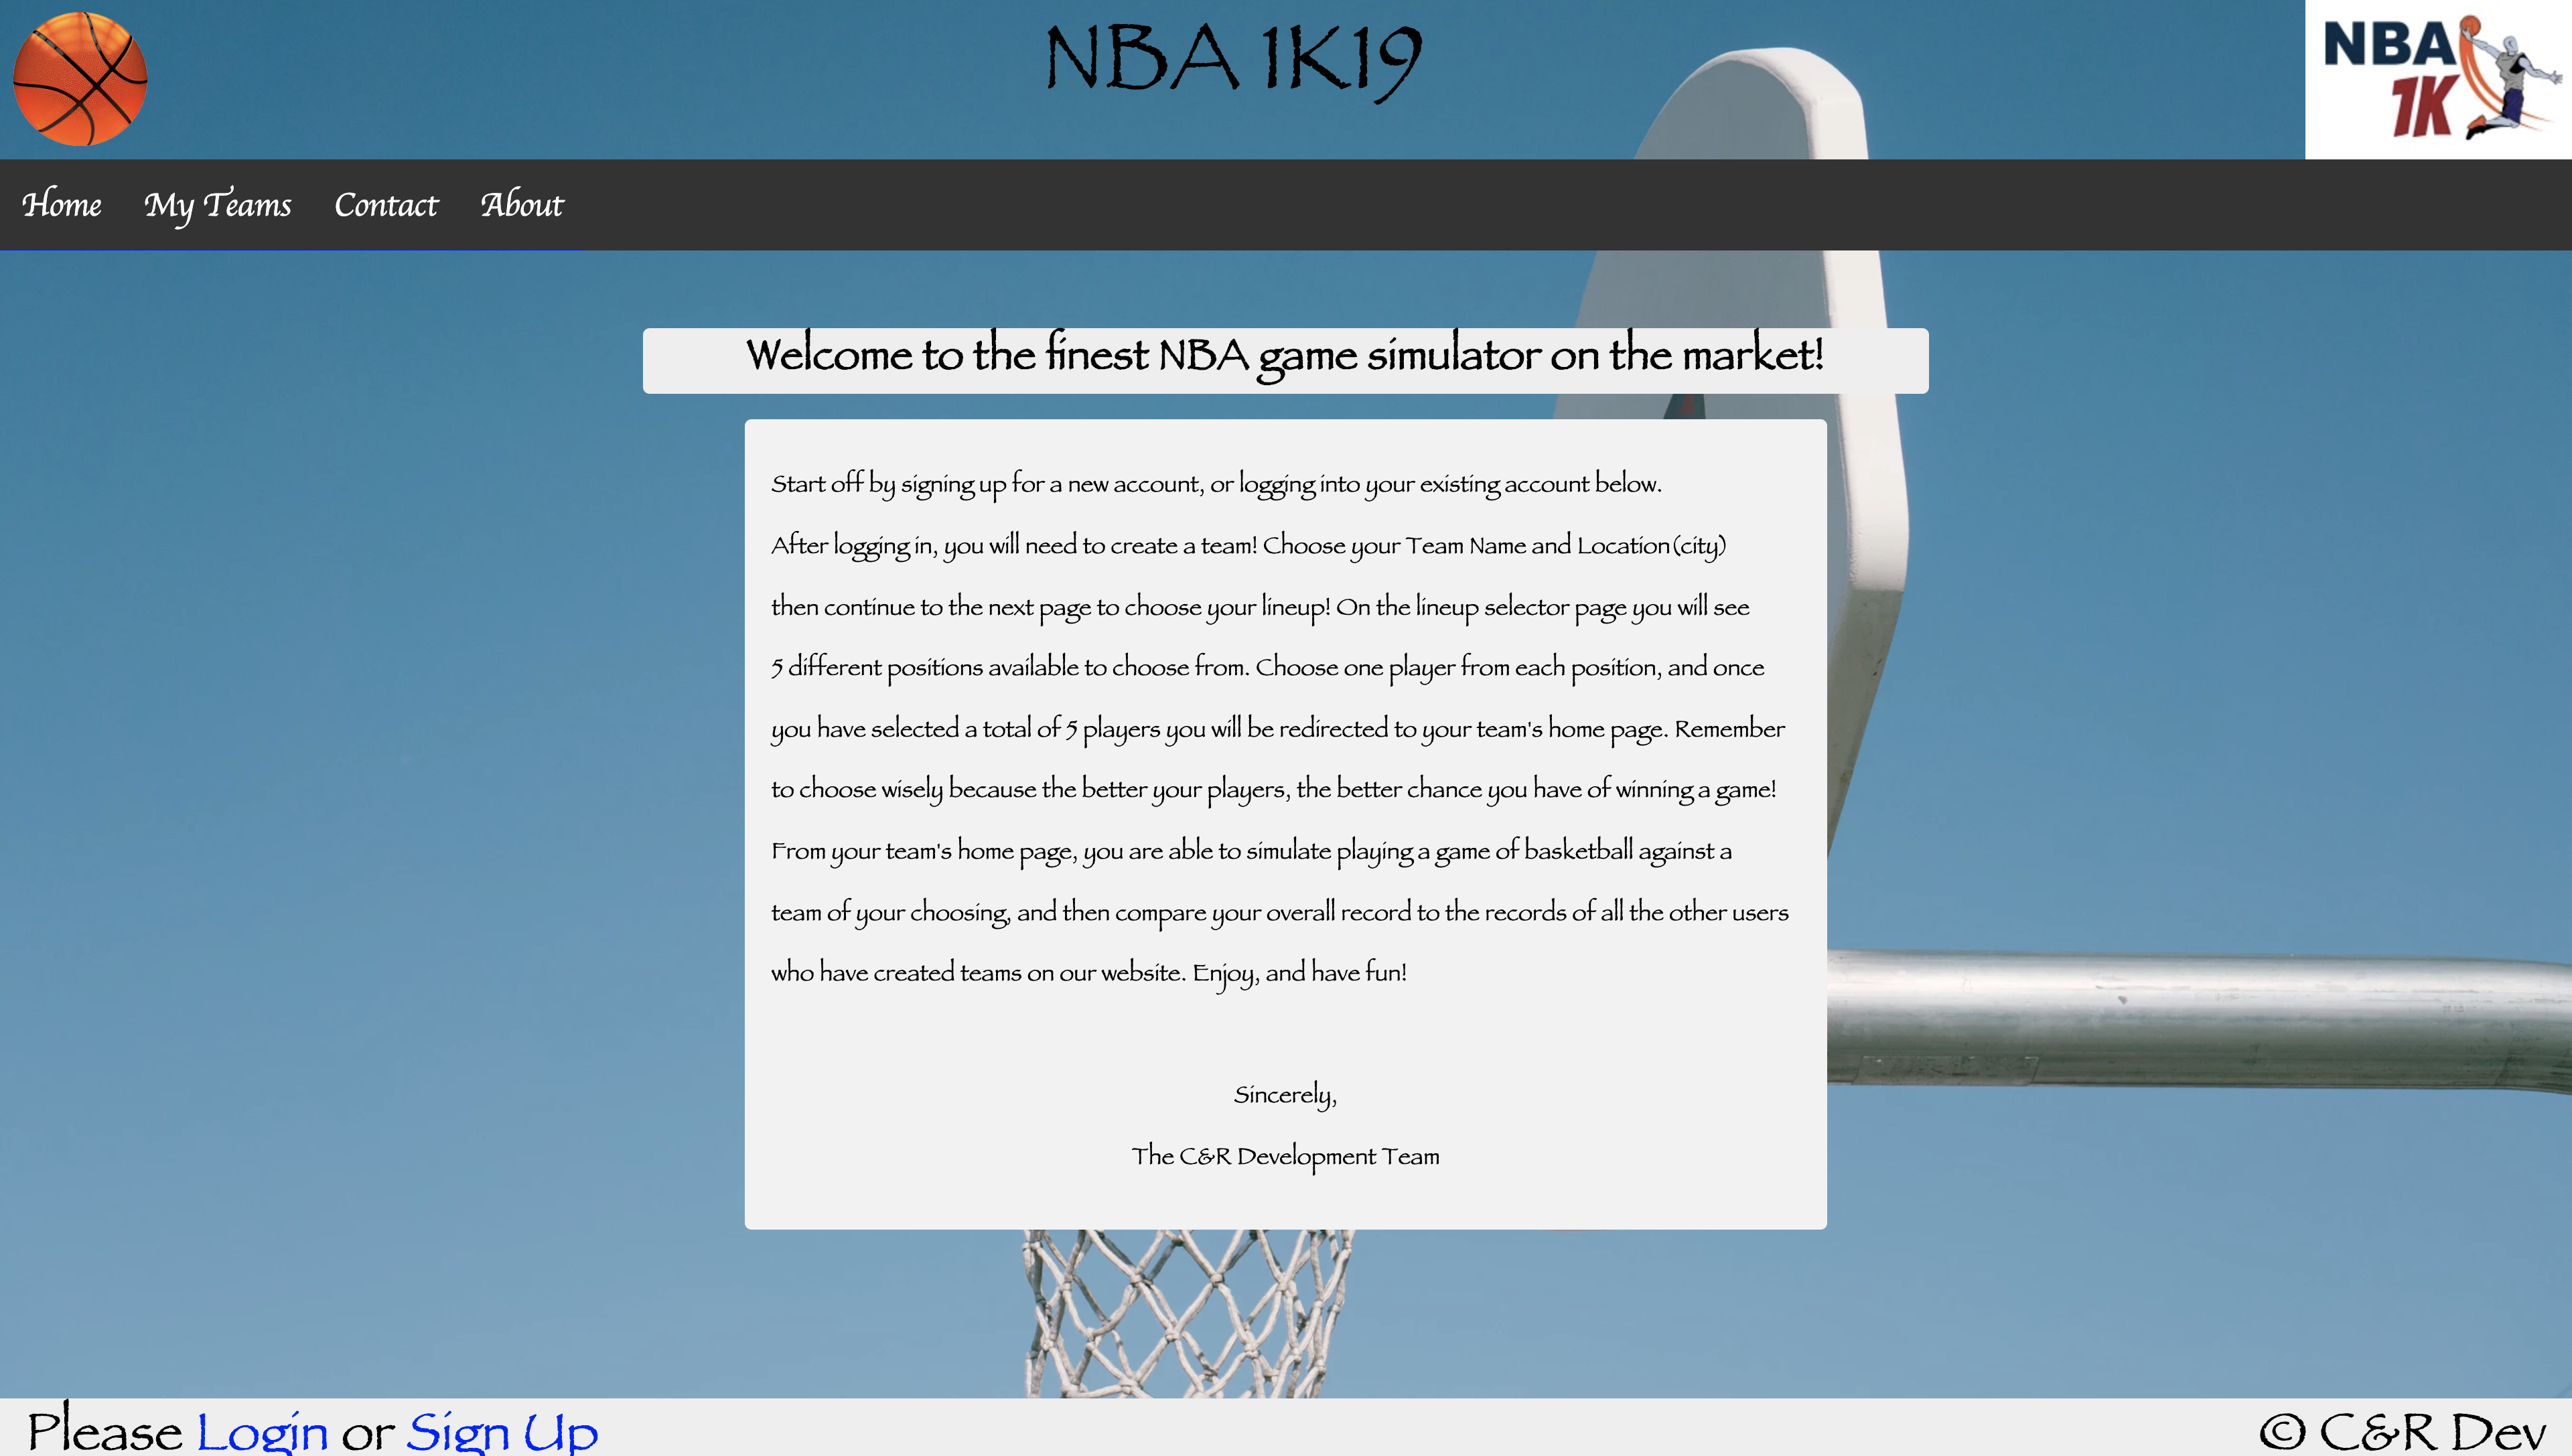 NBA 1K19
NBA
1K
Home My Teams Contact About
Welcome to the finest NBA game simulator on the market!
Start off by signing up for a new account, or logging into your existing account below.
After logging in, you will need to create a team! Choose your Team Name and Location(city)
then continue to the next page to choose your lineup! On the lineup selector page you will see
5 different positions available to choose from. Choose one player from each position, and once
you have selected a total of 5 players you will be redirected to your team's home page. Remember
to choose wisely because the better your players, the better chance you have of winning a game!
From your team's home page, you are able to simulate playing a game of basketball against a
team of your choosing, and then compare your overall record to the records of all the other users
who have created teams on our website. Enjoy, and have fun!
Sincerely,
The C&R Development Team
Please Login or Sign Up
© C&R Dev